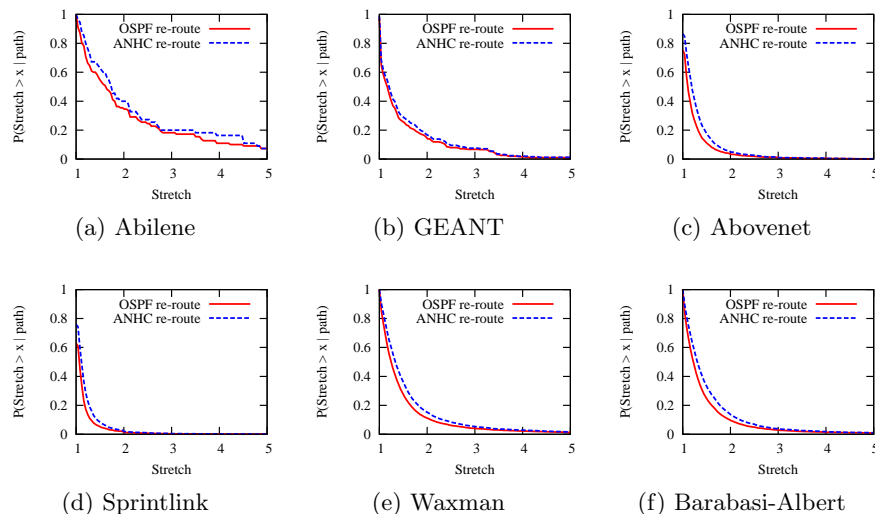 OSPF re-route
ANHC re-route
P(Stretch > x | path)
0
0.2
0.4
0.6
0.8
1
1 2 3 4 5
Stretch
(a) Abilene
OSPF re-route
ANHC re-route
P(Stretch > x | path)
0
0.2
0.4
0.6
0.8
1
1 2 3 4 5
Stretch
(b) GEANT
OSPF re-route
ANHC re-route
P(Stretch > x | path)
0
0.2
0.4
0.6
0.8
1
1 2 3 4 5
Stretch
(c) Abovenet
OSPF re-route
ANHC re-route
P(Stretch > x | path)
0
0.2
0.4
0.6
0.8
1
1 2 3 4 5
Stretch
(d) Sprintlink
OSPF re-route
ANHC re-route
P(Stretch > x | path)
0
0.2
0.4
0.6
0.8
1
1 2 3 4 5
Stretch
(e) Waxman
OSPF re-route
ANHC re-route
P(Stretch > x | path)
0
0.2
0.4
0.6
0.8
1
1 2 3 4 5
Stretch
(f) Barabasi-Albert